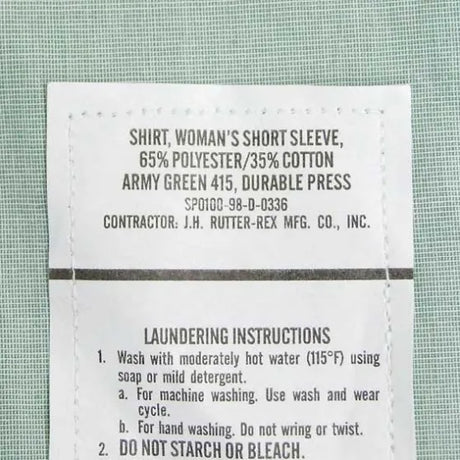 SHIRT, WOMAN'S SHORT SLEEVE,
65% POLYESTER/35% COTTON
ARMY GREEN 415, DURABLE PRESS
SPO100-98-D-0336
CONTRACTOR: J.H. RUTTER-REX MFG. CO., INC.
LAUNDERING INSTRUCTIONS
1. Wash with moderately hot water (115°F) using
soap or mild detergent.
a. For machine washing. Use wash and wear
cycle.
b. For hand washing. Do not wring or twist.
2. DO NOT STARCH OR BLEACH.